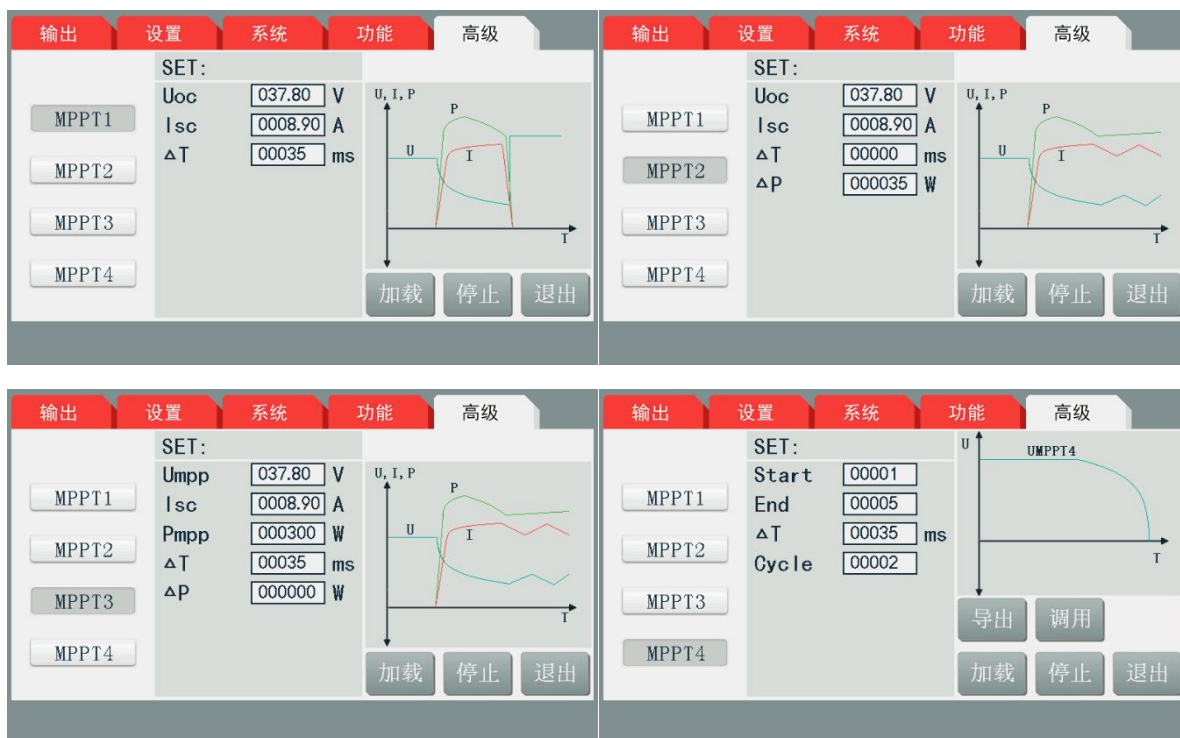 输出 设置 系统 功能 高级
SET:
MPPT1
MPPT2
MPPT3
MPPT4
Uoc 037.80 V
Isc 0008.90 A
△T 00035 ms
U, I, P
P
U
I
T
加载 停止 退出
输出 设置 系统 功能 高级
SET:
MPPT1
MPPT2
MPPT3
MPPT4
Uoc 037.80 V
Isc 0008.90 A
△T 00000 ms
△P 000035 W
U, I, P
P
U
I
T
加载 停止 退出
输出 设置 系统 功能 高级
SET:
MPPT1
MPPT2
MPPT3
MPPT4
Umpp 037.80 V
Isc 0008.90 A
Pmpp 000300 W
△T 00035 ms
△P 000000 W
U, I, P
P
U
I
T
加载 停止 退出
输出 设置 系统 功能 高级
SET:
MPPT1
MPPT2
MPPT3
MPPT4
Start 00001
End 00005
△T 00035 ms
Cycle 00002
U
UMPPT4
T
导出 调用
加载 停止 退出